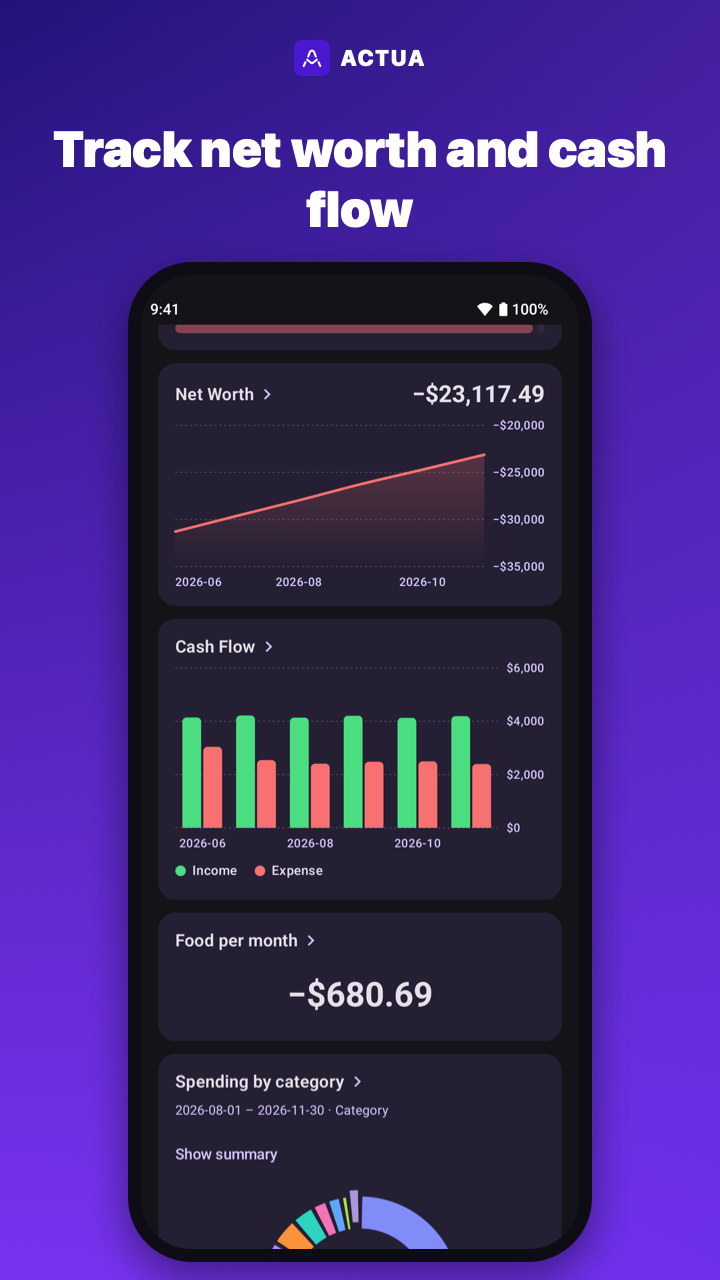 ACTUA
Track net worth and cash
flow
9:41
100%
Net Worth
−$23,117.49
−$20,000
−$25,000
−$30,000
−$35,000
2026-06
2026-08
2026-10
Cash Flow
$6,000
$4,000
$2,000
$0
2026-06
2026-08
2026-10
Income
Expense
Food per month
−$680.69
Spending by category
2026-08-01 – 2026-11-30 · Category
Show summary